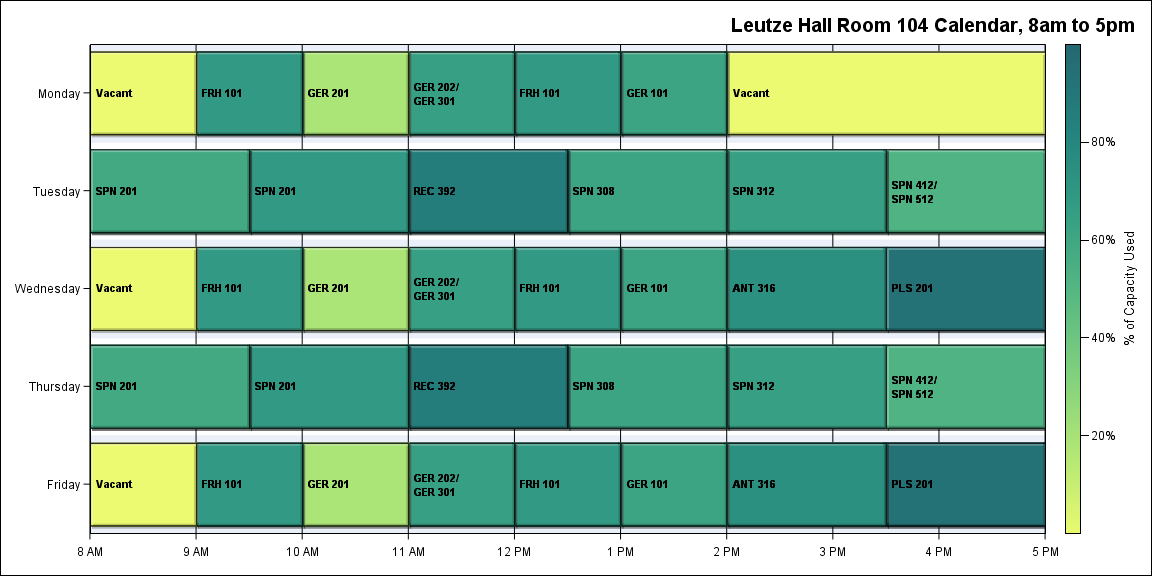 Leutze Hall Room 104 Calendar, 8am to 5pm
Monday
Vacant
FRH 101
GER 201
GER 202/
GER 301
FRH 101
GER 101
Vacant
Tuesday
SPN 201
SPN 201
REC 392
SPN 308
SPN 312
SPN 412/
SPN 512
Wednesday
Vacant
FRH 101
GER 201
GER 202/
GER 301
FRH 101
GER 101
ANT 316
PLS 201
Thursday
SPN 201
SPN 201
REC 392
SPN 308
SPN 312
SPN 412/
SPN 512
Friday
Vacant
FRH 101
GER 201
GER 202/
GER 301
FRH 101
GER 101
ANT 316
PLS 201
8 AM
9 AM
10 AM
11 AM
12 PM
1 PM
2 PM
3 PM
4 PM
5 PM
80%
60%
40%
20%
% of Capacity Used